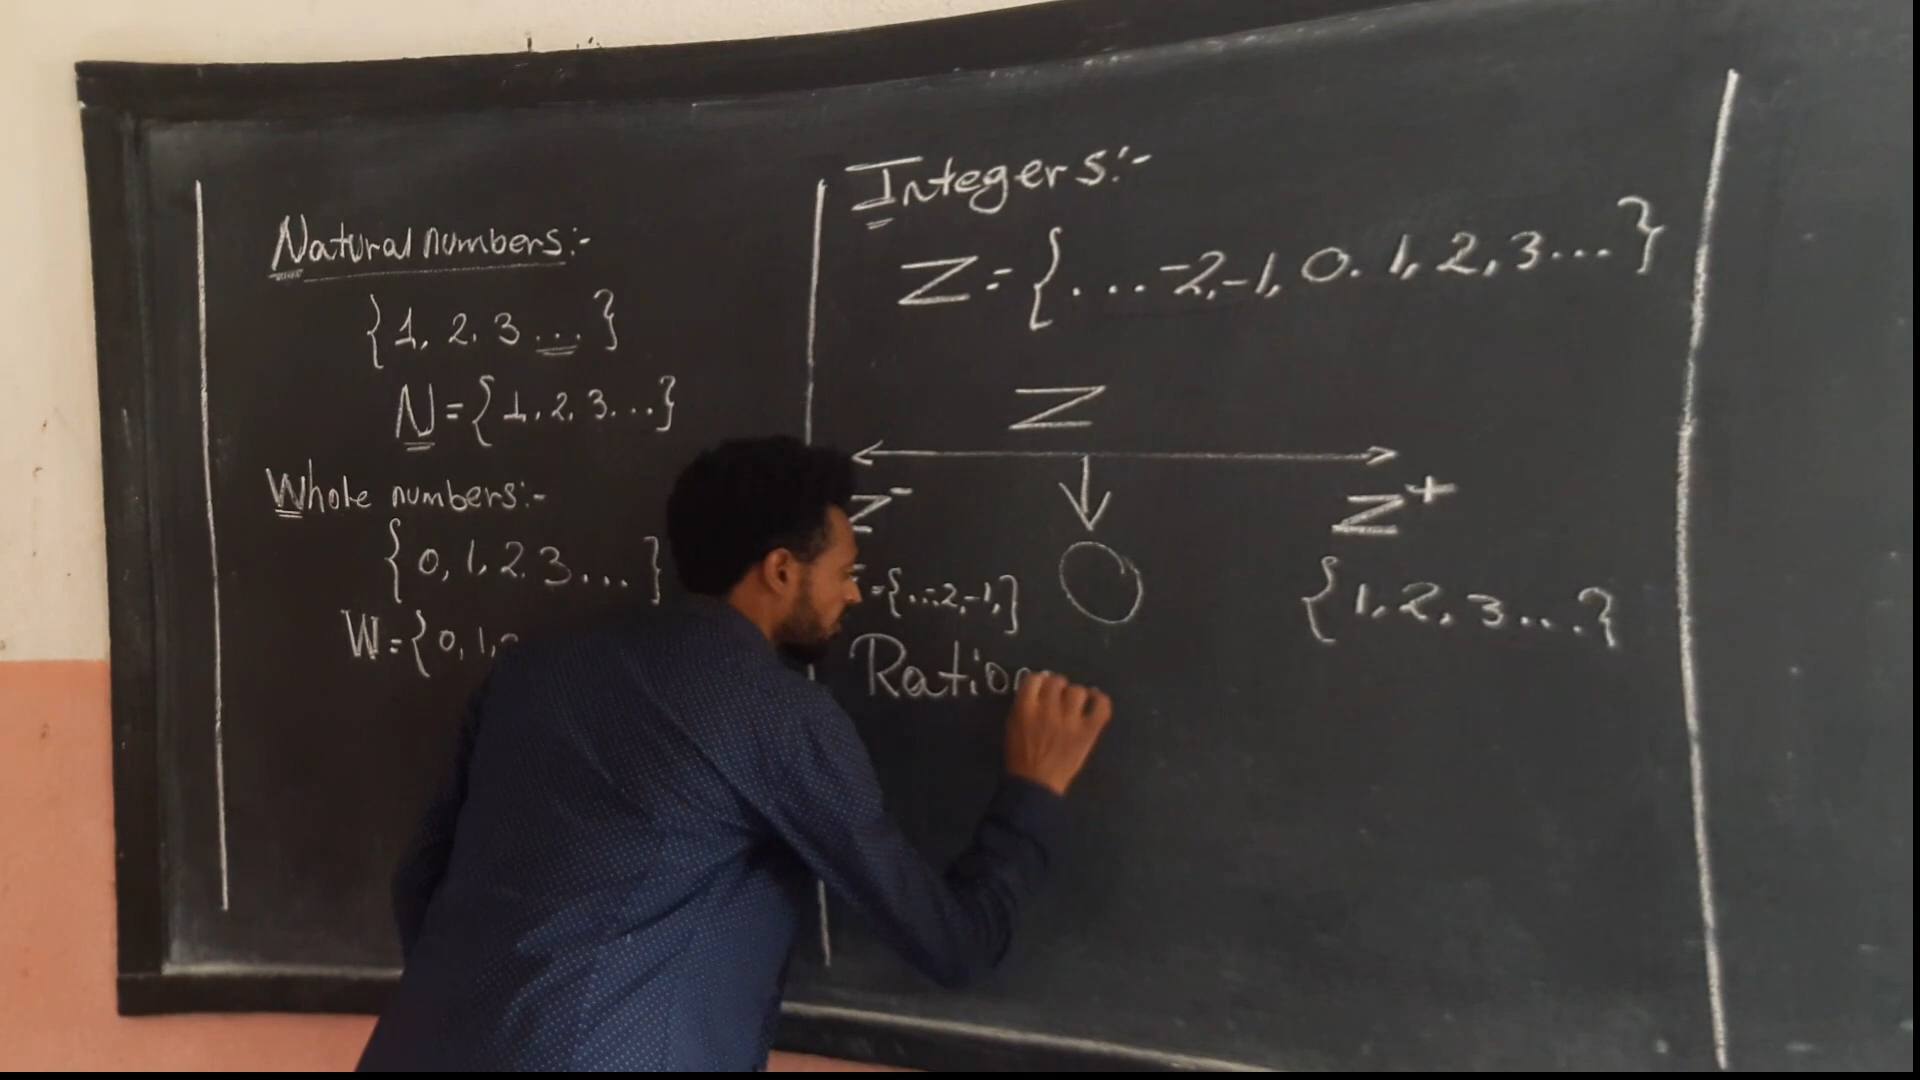 Natural numbers:-
{1, 2, 3 ... }
N = {1, 2, 3. ...}
Whole numbers:-
{0, 1, 2, 3 ... }
W = {0, 1,
Integers:-
Z = {. . . -2, -1, 0. 1, 2, 3 ... }
Z
Z⁻ Z⁺
= {...-2, -1,} 0 {1, 2, 3 ... }